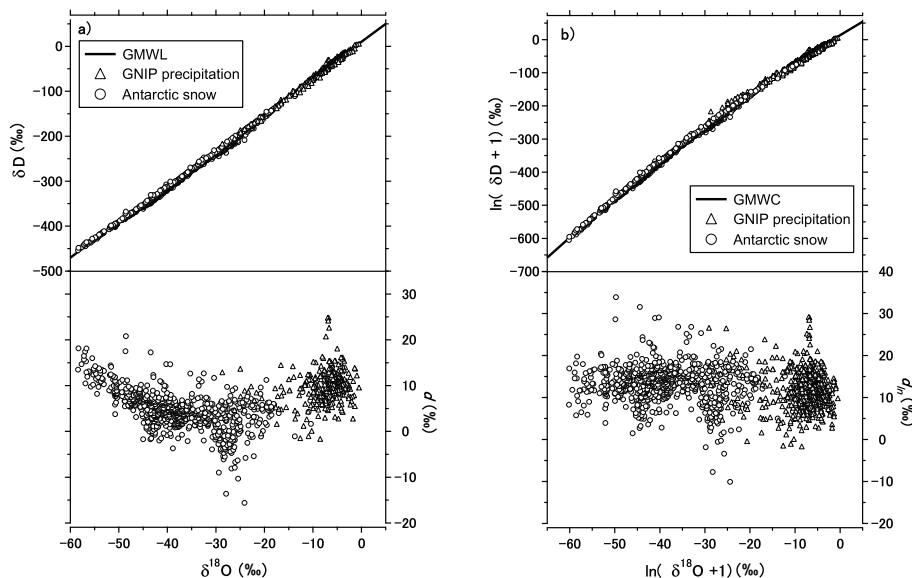 a)
GMWL
GNIP precipitation
Antarctic snow
δD (‰)
0
−100
−200
−300
−400
−500
30
20
10
0
−10
−20
d (‰)
−60 −50 −40 −30 −20 −10 0
δ¹⁸O (‰)
b)
GMWC
GNIP precipitation
Antarctic snow
ln( δD + 1) (‰)
0
−100
−200
−300
−400
−500
−600
−700
40
30
20
10
0
−10
−20
dln (‰)
−60 −50 −40 −30 −20 −10 0
ln( δ¹⁸O +1) (‰)